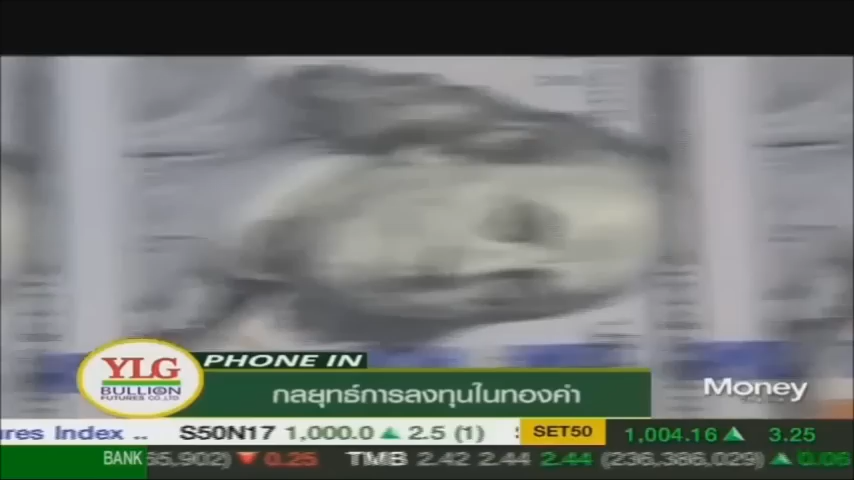 PHONE IN
YLG
BULLION
FUTURES CO.,LTD
กลยุทธ์การลงทุนในทองคำ
Money
ures Index .. S50N17 1,000.0 ▲ 2.5 (1) SET50 1,004.16 ▲ 3.25
BANK 55,902) ▼ 0.25 TMB 2.42 2.44 2.44 (236,386,029) ▲ 0.06